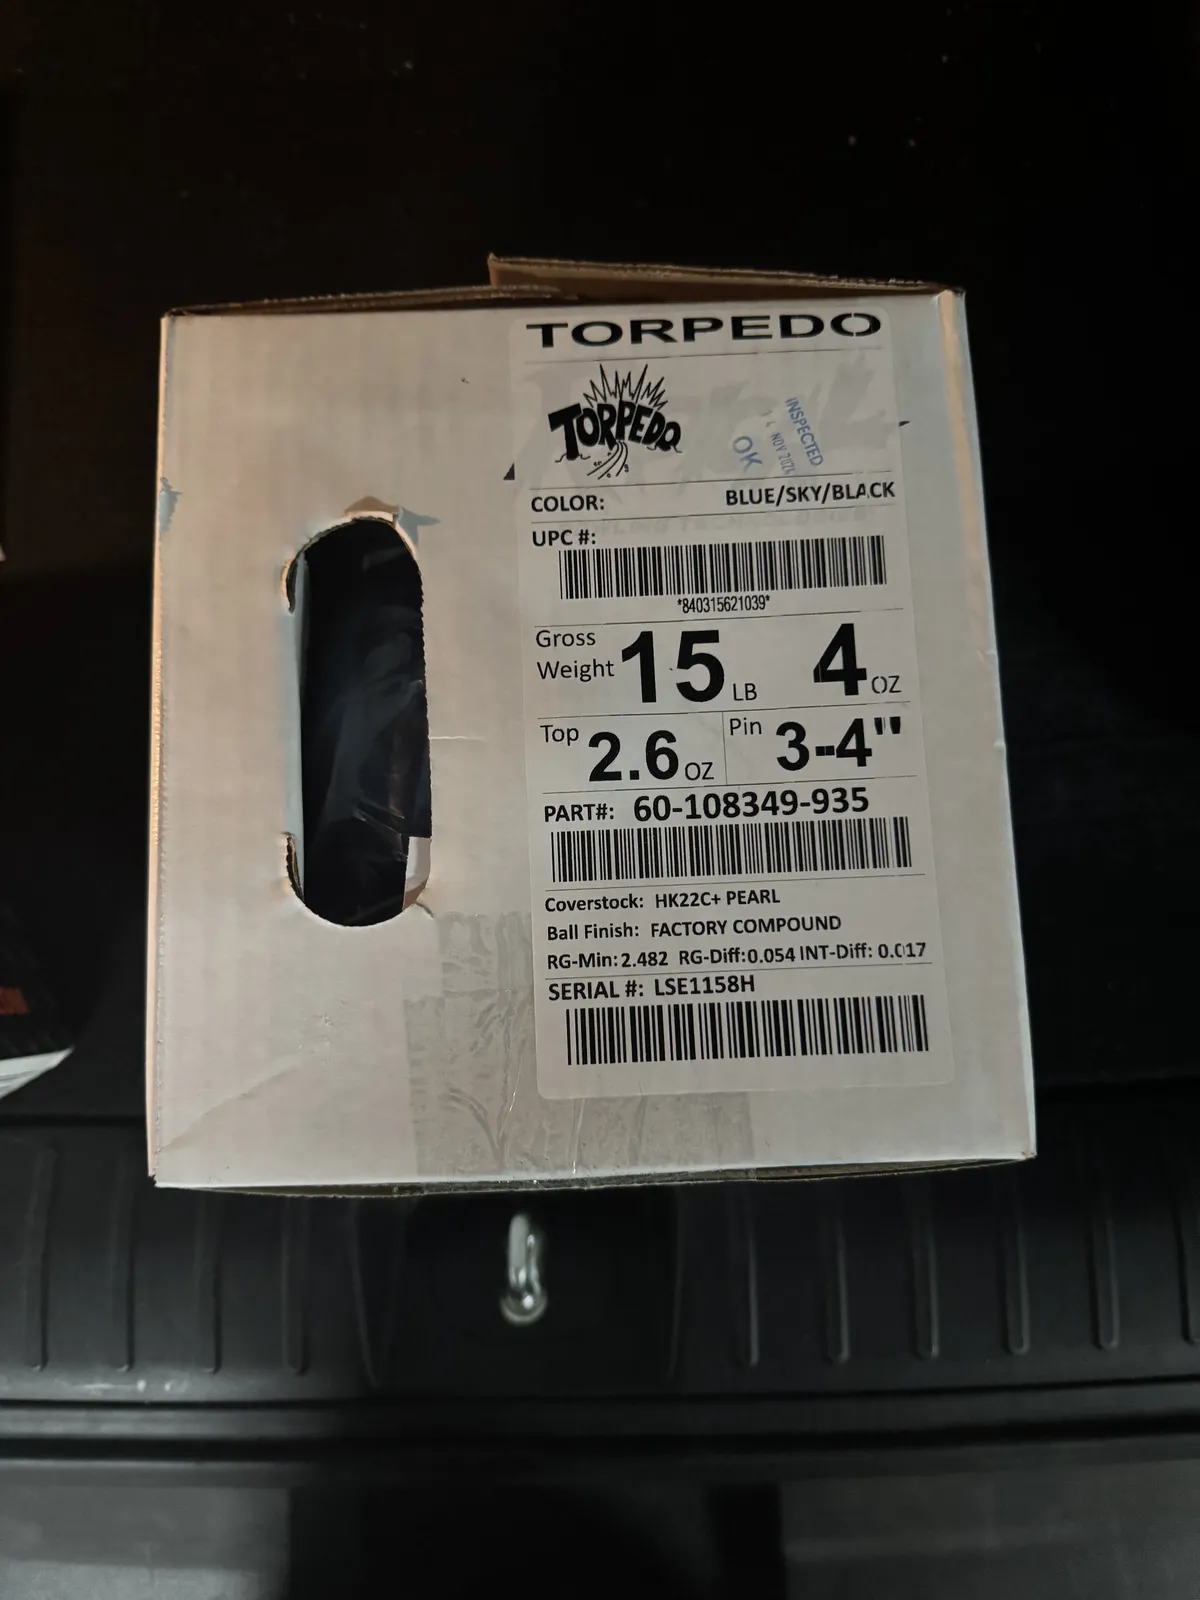 TORPEDO
TORPEDO
INSPECTED
14 NOV 2024
OK
COLOR: BLUE/SKY/BLACK
UPC #:
*840315621039*
Gross Weight 15 LB 4 OZ
Top 2.6 OZ Pin 3-4"
PART#: 60-108349-935
Coverstock: HK22C+ PEARL
Ball Finish: FACTORY COMPOUND
RG-Min: 2.482 RG-Diff: 0.054 INT-Diff: 0.017
SERIAL #: LSE1158H